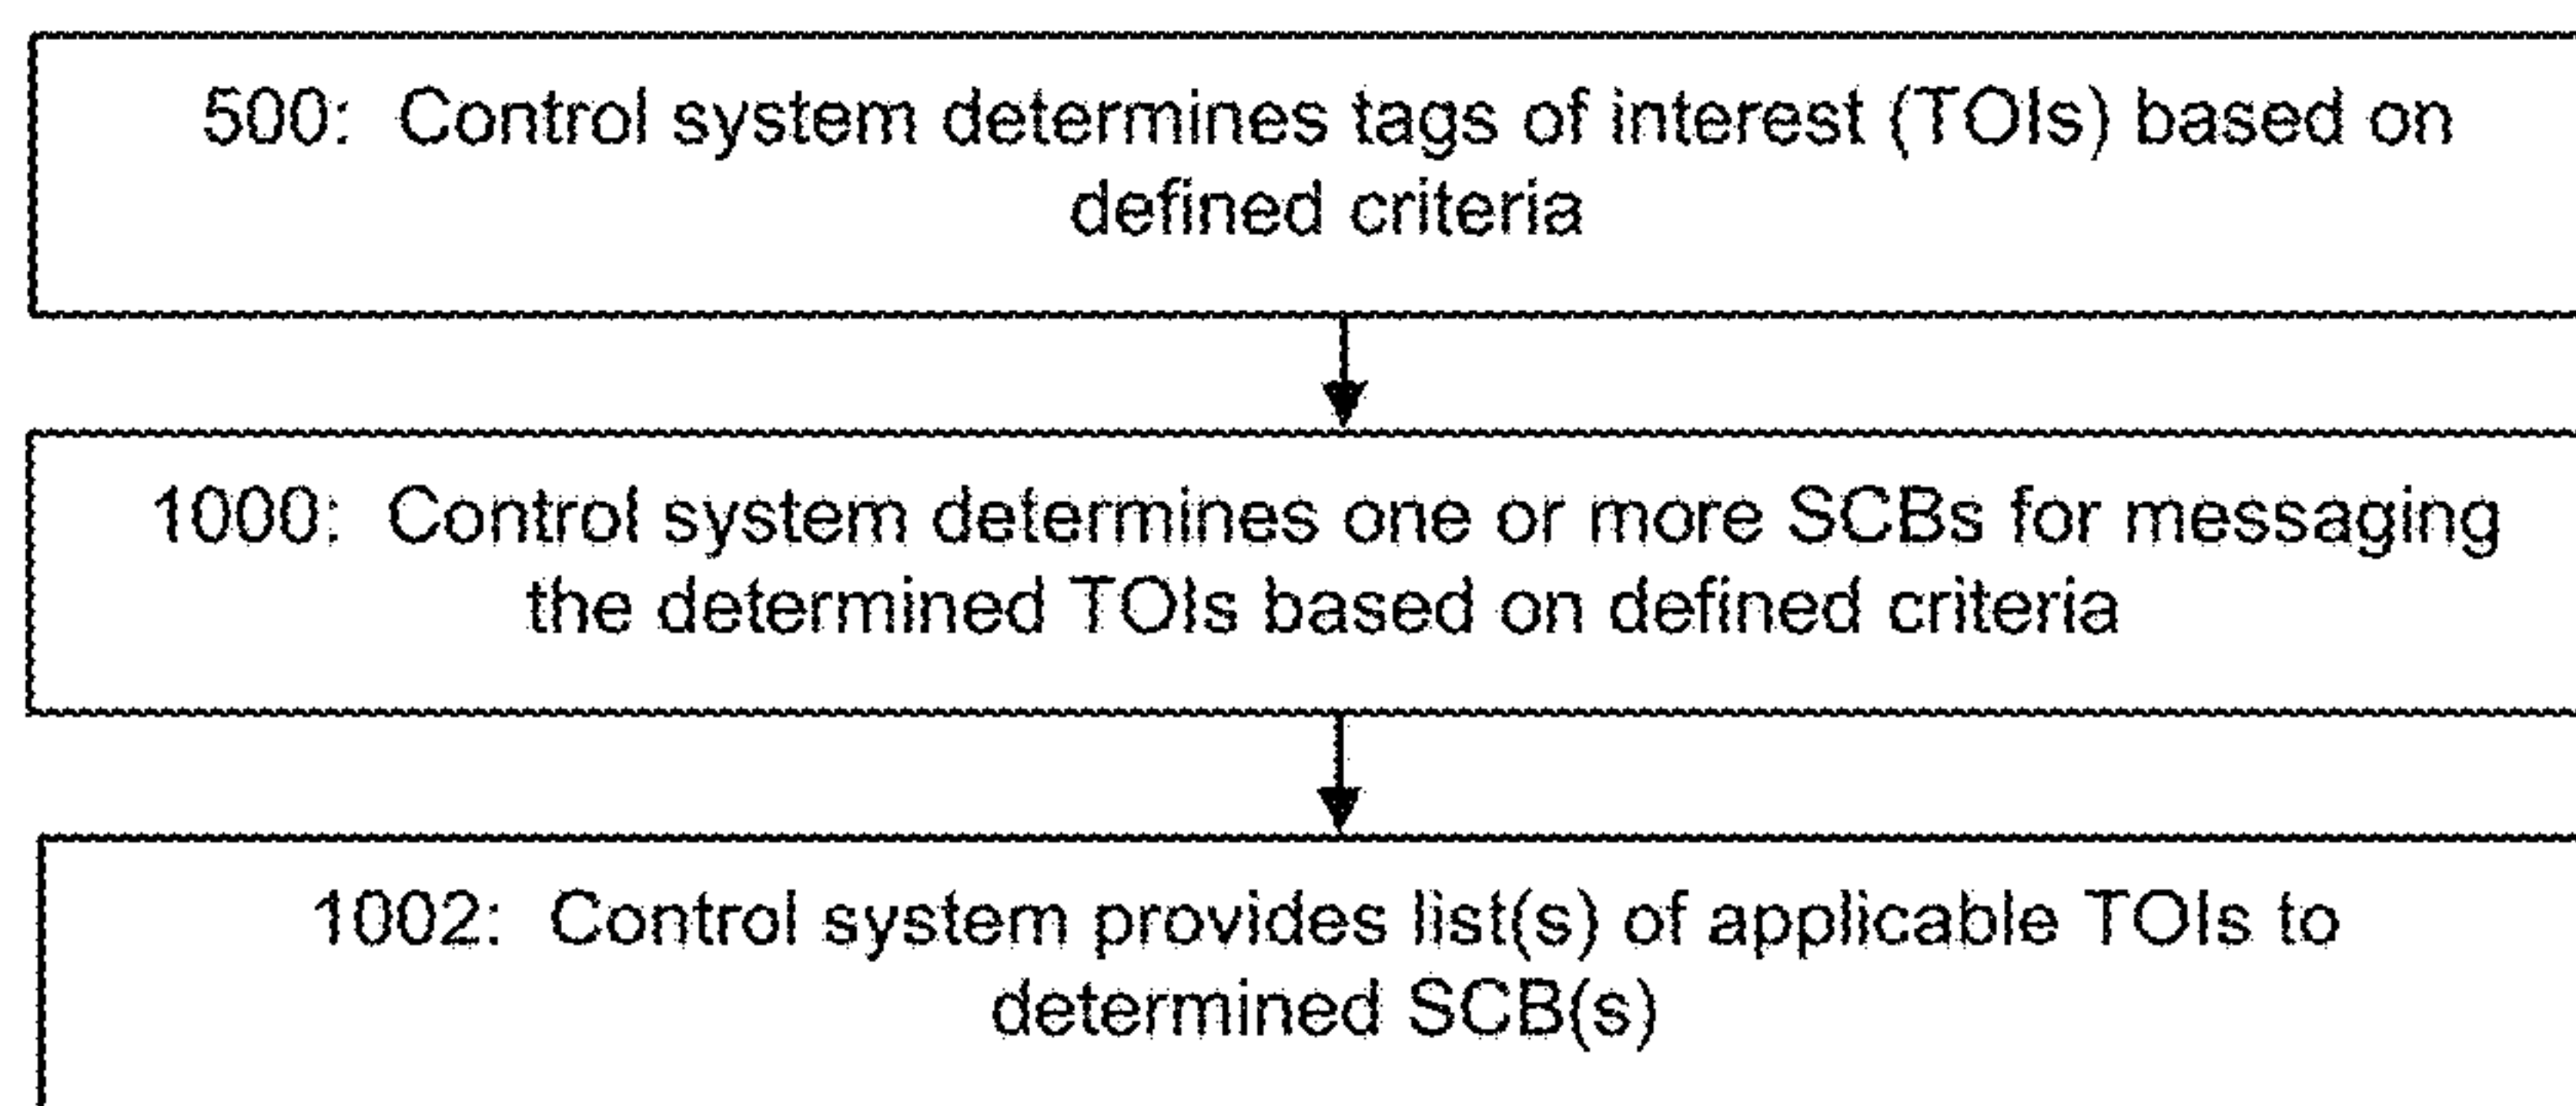 500:  Control system determines tags of interest (TOIs) based on
defined criteria
1000:  Control system determines one or more SCBs for messaging
the determined TOIs based on defined criteria
1002:  Control system provides list(s) of applicable TOIs to
determined SCB(s)